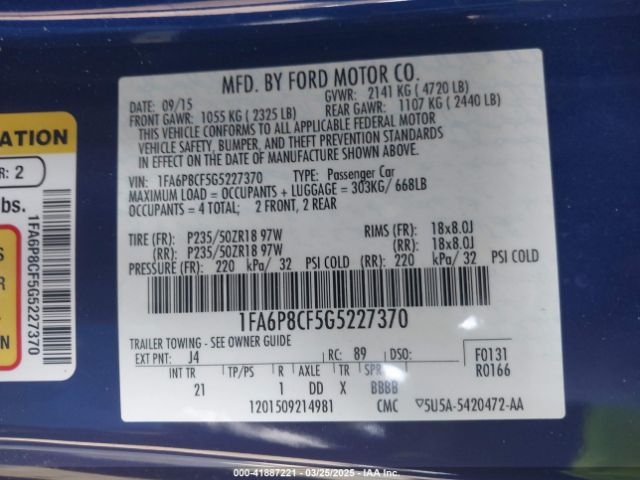 MFD. BY FORD MOTOR CO.
DATE: 09/15 GVWR: 2141 KG ( 4720 LB)
FRONT GAWR: 1055 KG ( 2325 LB) REAR GAWR: 1107 KG ( 2440 LB)
THIS VEHICLE CONFORMS TO ALL APPLICABLE FEDERAL MOTOR
VEHICLE SAFETY, BUMPER, AND THEFT PREVENTION STANDARDS
IN EFFECT ON THE DATE OF MANUFACTURE SHOWN ABOVE.
VIN: 1FA6P8CF5G5227370 TYPE: Passenger Car
MAXIMUM LOAD = OCCUPANTS + LUGGAGE = 303KG/ 668LB
OCCUPANTS = 4 TOTAL; 2 FRONT, 2 REAR
TIRE (FR): P235/50ZR18 97W RIMS (FR): 18x8.0J
(RR): P235/50ZR18 97W (RR): 18x8.0J
PRESSURE (FR): 220 kPa/ 32 PSI COLD (RR): 220 kPa/ 32 PSI COLD
1FA6P8CF5G5227370
TRAILER TOWING - SEE OWNER GUIDE
EXT PNT: J4 RC: 89 DSO: F0131
INT TR TP/PS R AXLE TR SPR R0166
21 1 DD X BBBB
1201509214981 CMC ▽5U5A-5420472-AA
ATION
R: 2
bs.
S
R
1FA6P8CF5G5227370
000-41887221 - 03/25/2025 - IAA Inc.